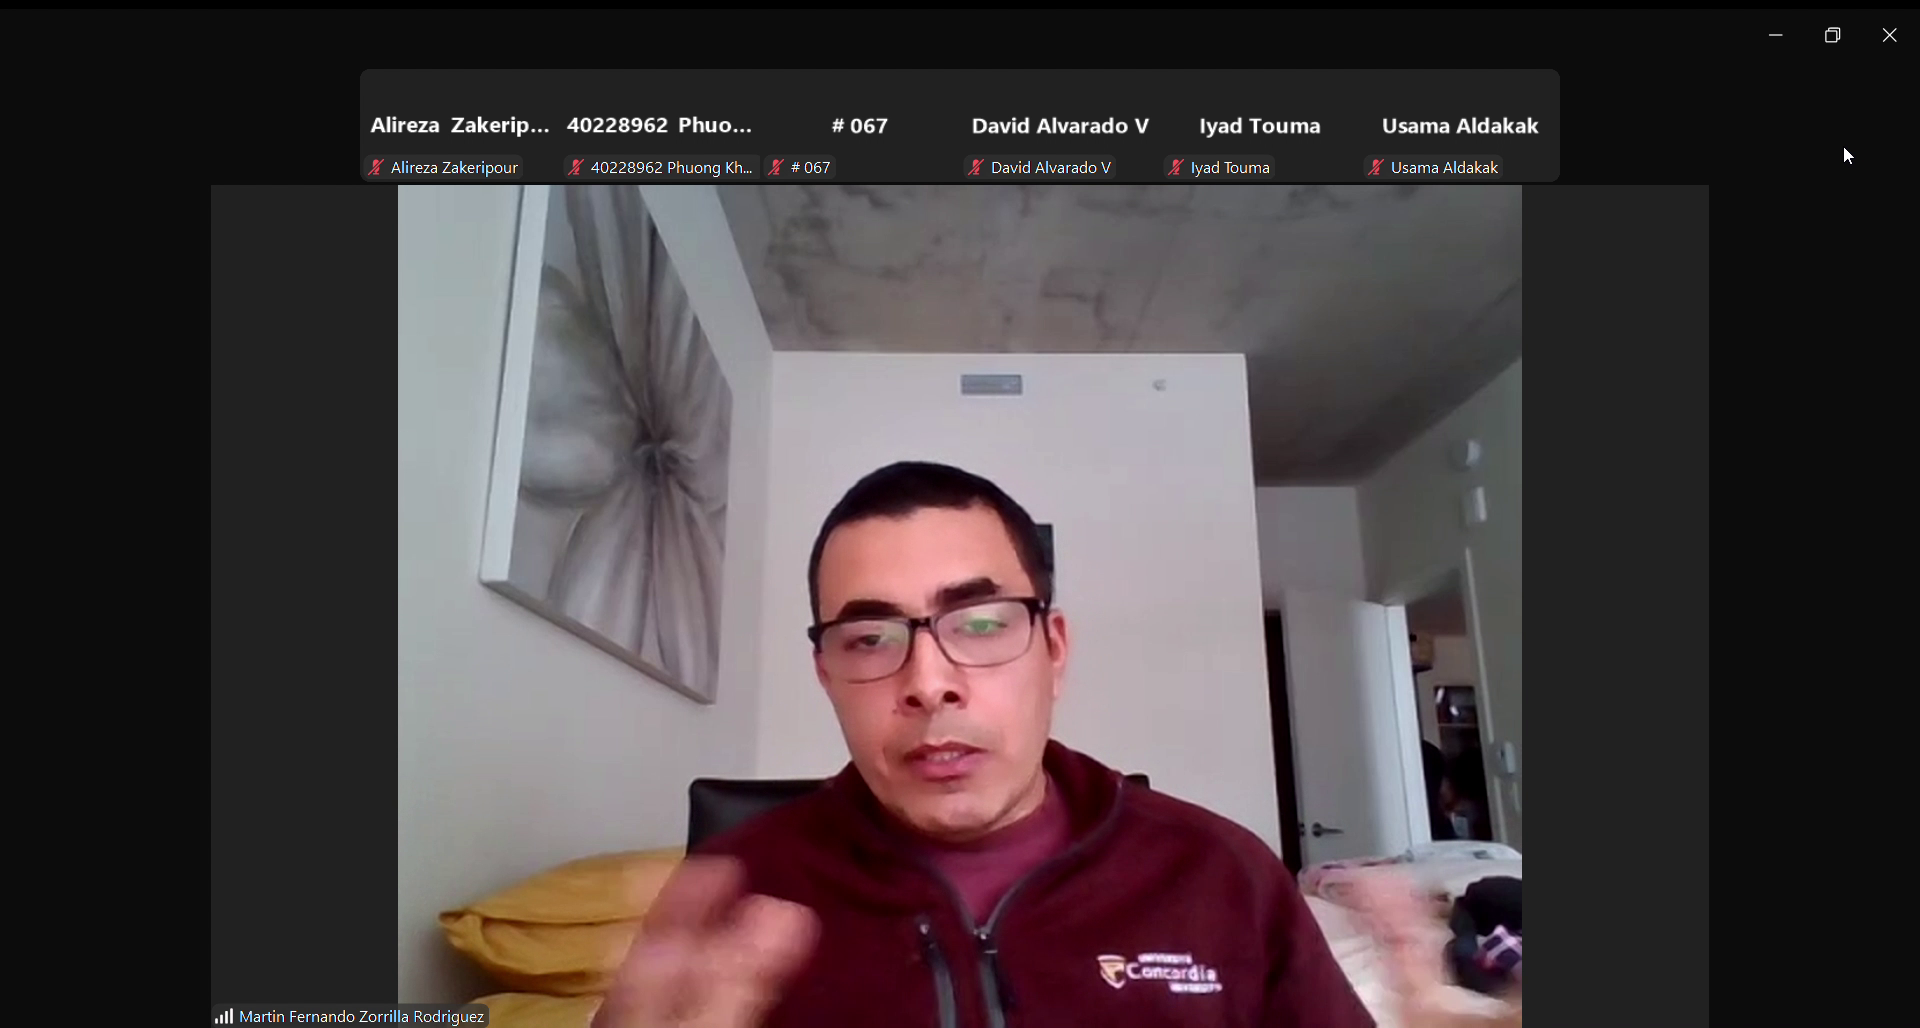 Alireza Zakerip...
40228962 Phuo...
# 067
David Alvarado V
Iyad Touma
Usama Aldakak
Alireza Zakeripour
40228962 Phuong Kh...
# 067
David Alvarado V
Iyad Touma
Usama Aldakak
Concordia
Martin Fernando Zorrilla Rodriguez